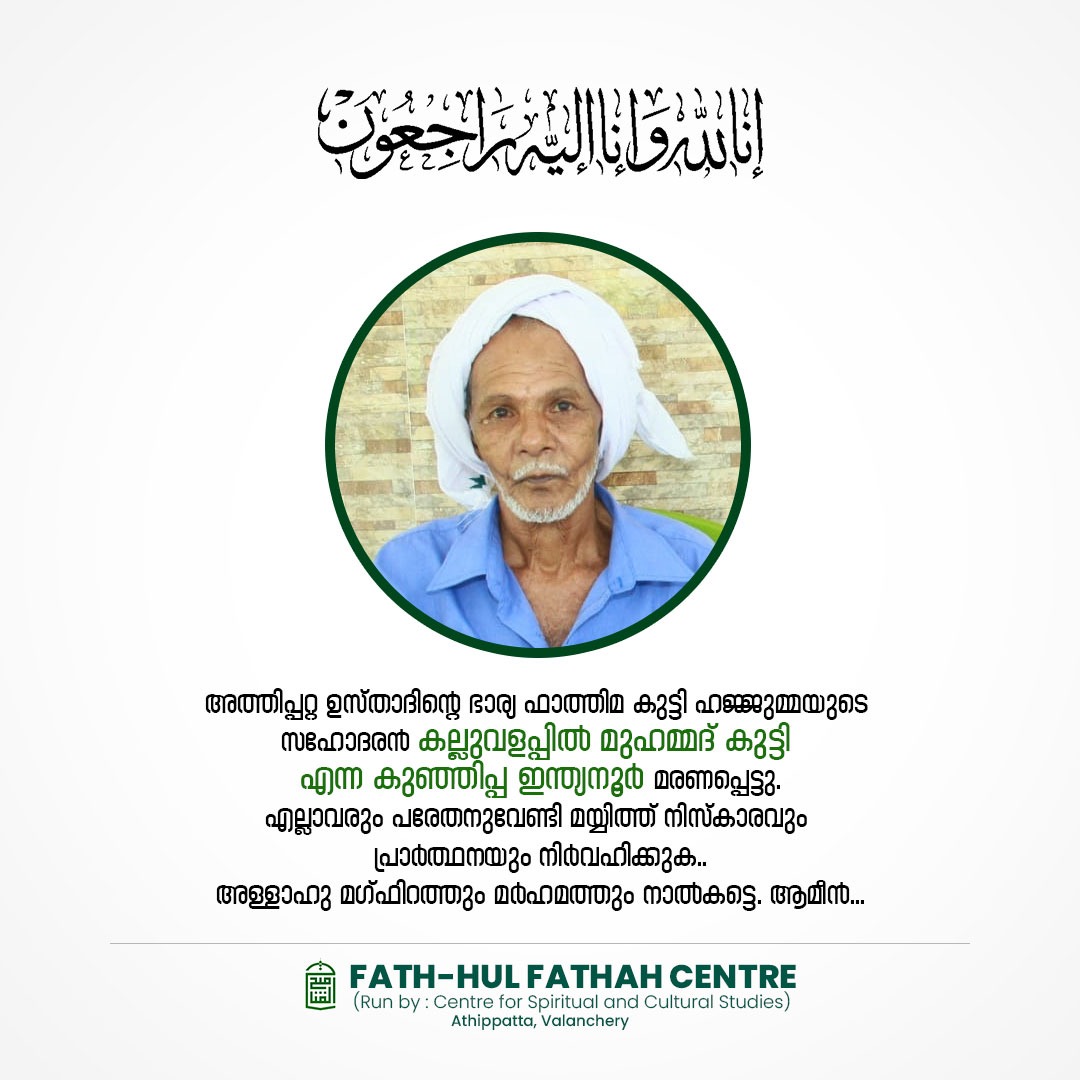 إنا لله وإنا إليه راجعون
അത്തിപ്പറ്റ ഉസ്താദിന്റെ ഭാര്യ ഫാത്തിമ കുട്ടി ഹജ്ജുമ്മയുടെ
സഹോദരൻ കല്ലുവളപ്പിൽ മുഹമ്മദ് കുട്ടി
എന്ന കുഞ്ഞിപ്പ ഇന്ത്യനൂർ മരണപ്പെട്ടു.
എല്ലാവരും പരേതനുവേണ്ടി മയ്യിത്ത് നിസ്കാരവും
പ്രാർത്ഥനയും നിർവഹിക്കുക..
അള്ളാഹു മഗ്ഫിറത്തും മർഹമത്തും നാൽകട്ടെ. ആമീൻ...
FATH-HUL FATHAH CENTRE
(Run by : Centre for Spiritual and Cultural Studies)
Athippatta, Valanchery